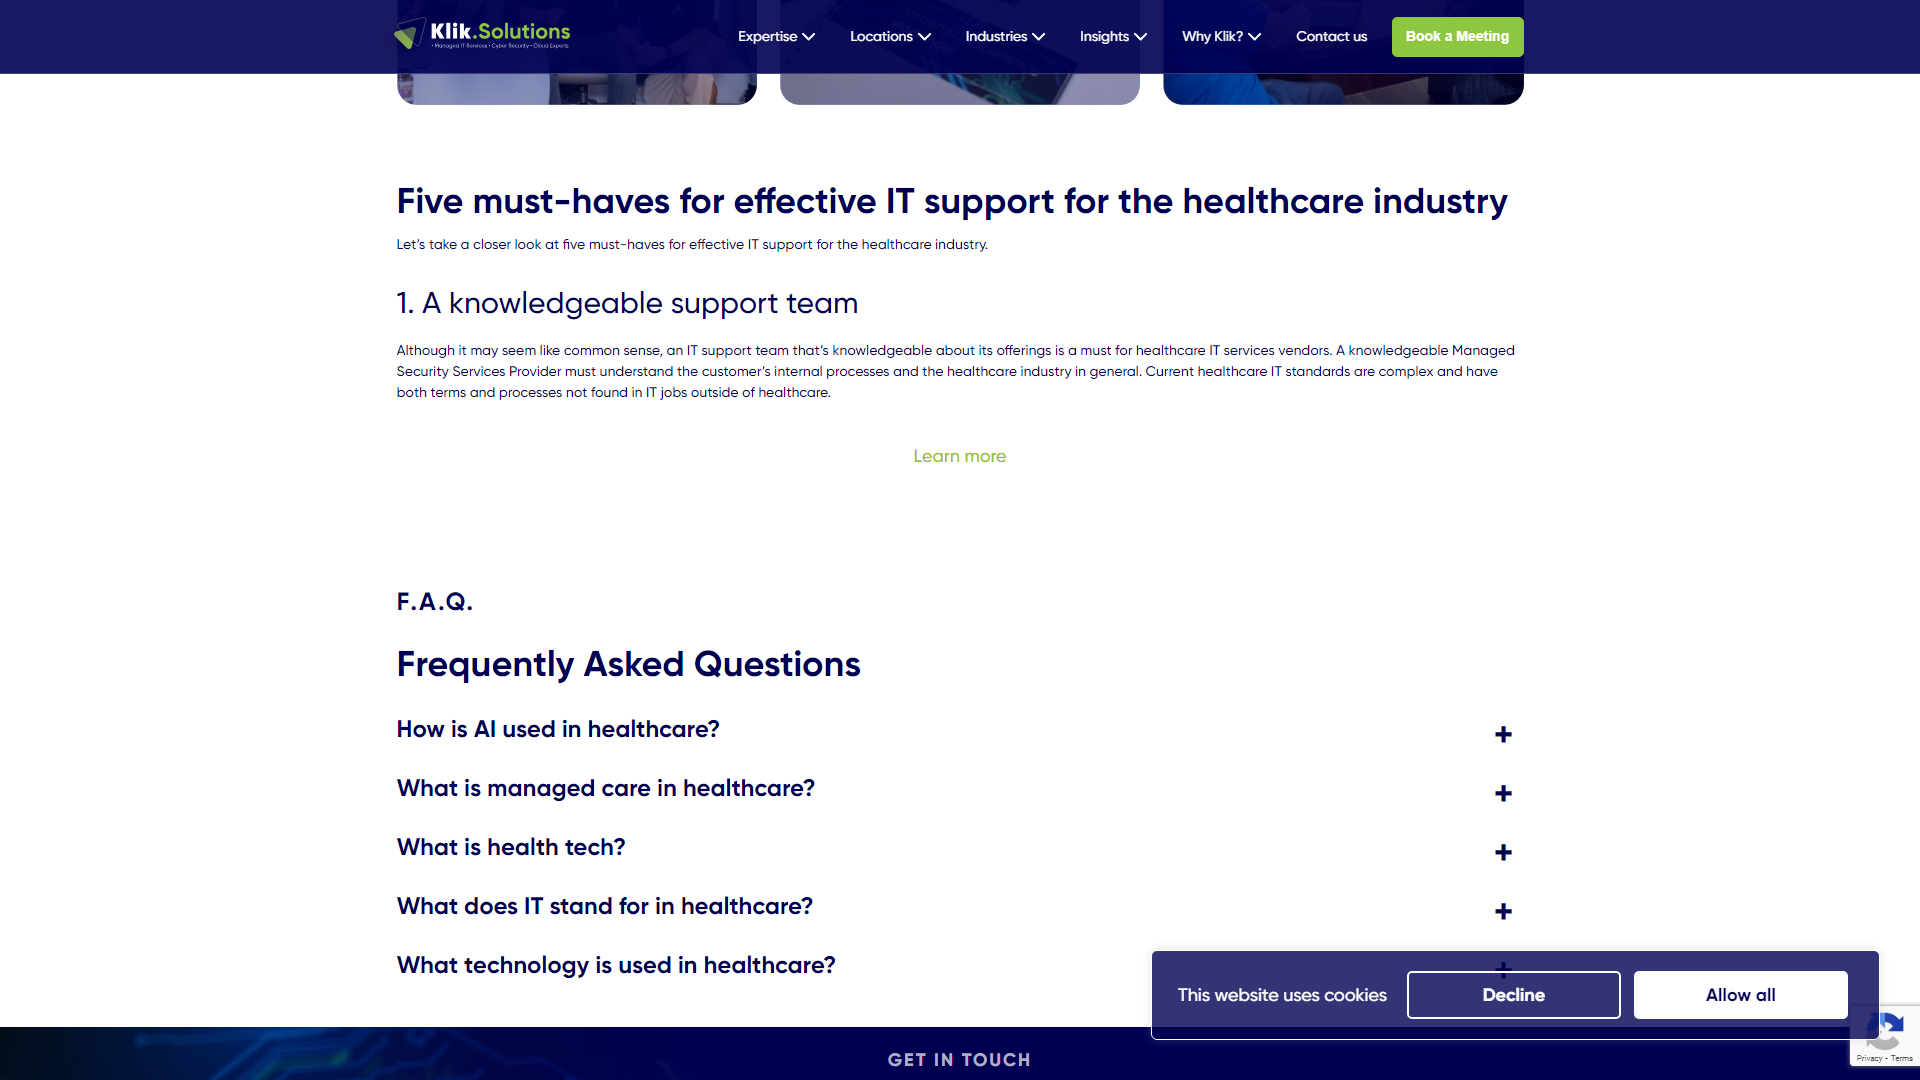 Klik.Solutions
• Managed IT Services • Cyber Security • Cloud Experts
Expertise
Locations
Industries
Insights
Why Klik?
Contact us
Book a Meeting
Five must-haves for effective IT support for the healthcare industry
Let’s take a closer look at five must-haves for effective IT support for the healthcare industry.
1. A knowledgeable support team
Although it may seem like common sense, an IT support team that’s knowledgeable about its offerings is a must for healthcare IT services vendors. A knowledgeable Managed
Security Services Provider must understand the customer’s internal processes and the healthcare industry in general. Current healthcare IT standards are complex and have
both terms and processes not found in IT jobs outside of healthcare.
Learn more
F.A.Q.
Frequently Asked Questions
How is AI used in healthcare?
What is managed care in healthcare?
What is health tech?
What does IT stand for in healthcare?
What technology is used in healthcare?
This website uses cookies
Decline
Allow all
Privacy - Terms
GET IN TOUCH